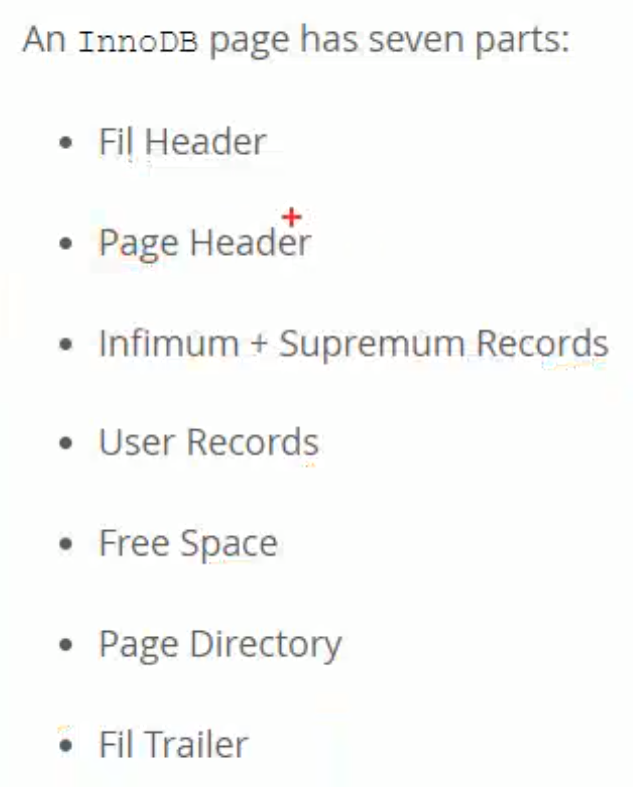 An InnoDB page has seven parts:
• Fil Header
• Page Header
• Infimum + Supremum Records
• User Records
• Free Space
• Page Directory
• Fil Trailer